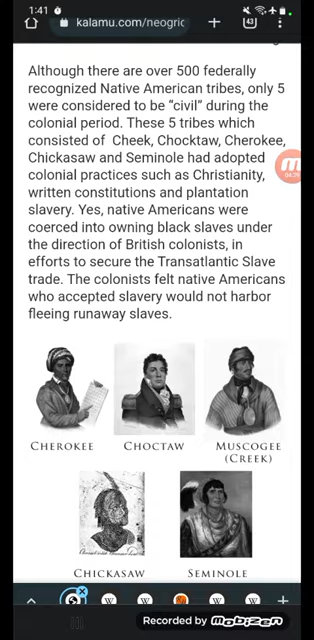 1:41
kalamu.com/neogric
43
Although there are over 500 federally
recognized Native American tribes, only 5
were considered to be “civil” during the
colonial period. These 5 tribes which
consisted of Cheek, Chocktaw, Cherokee,
Chickasaw and Seminole had adopted
colonial practices such as Christianity,
written constitutions and plantation
slavery. Yes, native Americans were
coerced into owning black slaves under
the direction of British colonists, in
efforts to secure the Transatlantic Slave
trade. The colonists felt native Americans
who accepted slavery would not harbor
fleeing runaway slaves.
CHEROKEE
CHOCTAW
MUSCOGEE
(CREEK)
CHICKASAW
SEMINOLE
Recorded by MOBIZEN